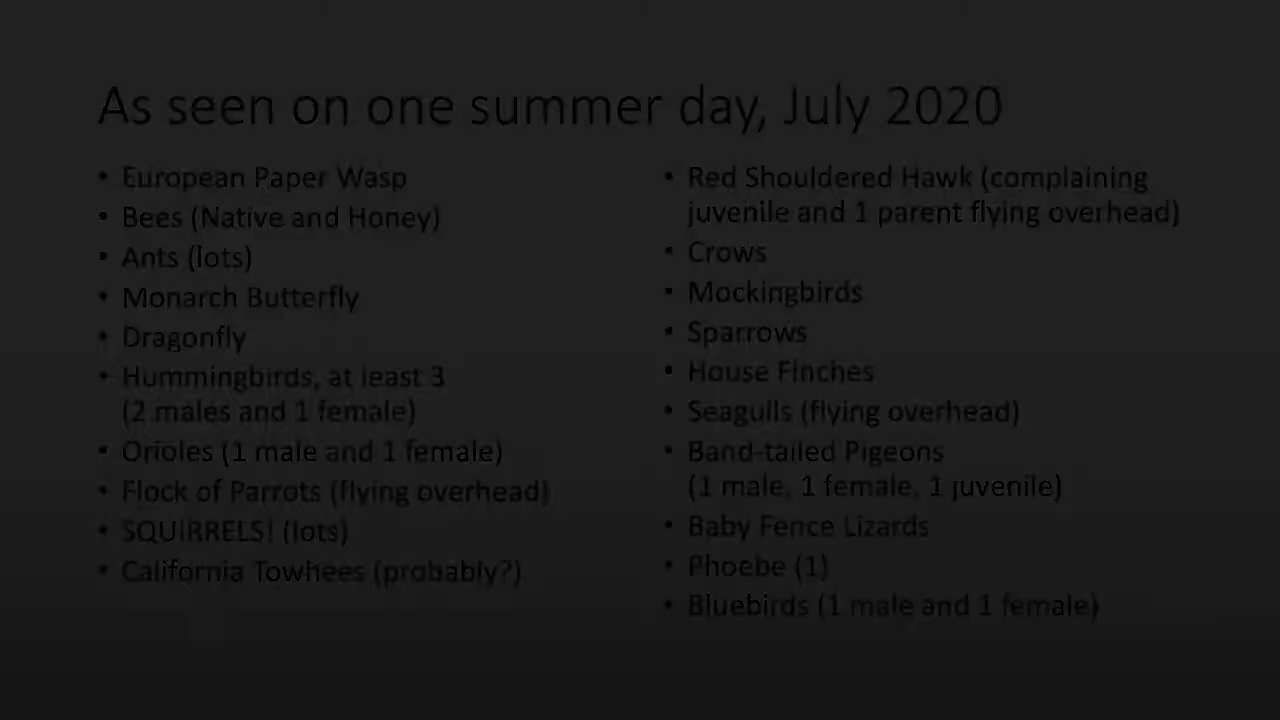 As seen on one summer day, July 2020
• European Paper Wasp
• Bees (Native and Honey)
• Ants (lots)
• Monarch Butterfly
• Dragonfly
• Hummingbirds, at least 3
(2 males and 1 female)
• Orioles (1 male and 1 female)
• Flock of Parrots (flying overhead)
• SQUIRRELS! (lots)
• California Towhees (probably?)
• Red Shouldered Hawk (complaining
juvenile and 1 parent flying overhead)
• Crows
• Mockingbirds
• Sparrows
• House Finches
• Seagulls (flying overhead)
• Band-tailed Pigeons
(1 male, 1 female, 1 juvenile)
• Baby Fence Lizards
• Phoebe (1)
• Bluebirds (1 male and 1 female)